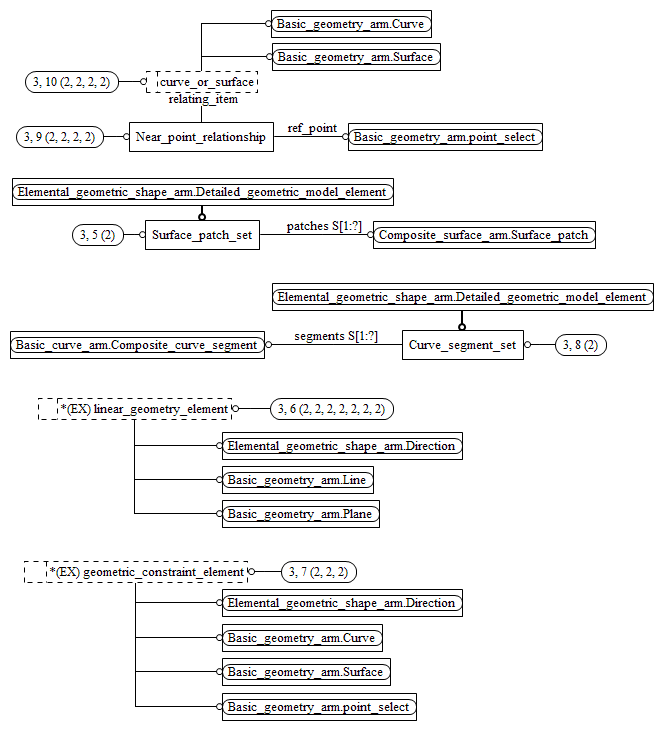 Basic_geometry_arm.Curve
Basic_geometry_arm.Surface
3, 10 (2, 2, 2, 2)
curve_or_surface
relating_item
3, 9 (2, 2, 2, 2)
Near_point_relationship
ref_point
Basic_geometry_arm.point_select
Elemental_geometric_shape_arm.Detailed_geometric_model_element
3, 5 (2)
Surface_patch_set
patches S[1:?]
Composite_surface_arm.Surface_patch
Elemental_geometric_shape_arm.Detailed_geometric_model_element
Basic_curve_arm.Composite_curve_segment
segments S[1:?]
Curve_segment_set
3, 8 (2)
*(EX) linear_geometry_element
3, 6 (2, 2, 2, 2, 2, 2, 2)
Elemental_geometric_shape_arm.Direction
Basic_geometry_arm.Line
Basic_geometry_arm.Plane
*(EX) geometric_constraint_element
3, 7 (2, 2, 2)
Elemental_geometric_shape_arm.Direction
Basic_geometry_arm.Curve
Basic_geometry_arm.Surface
Basic_geometry_arm.point_select